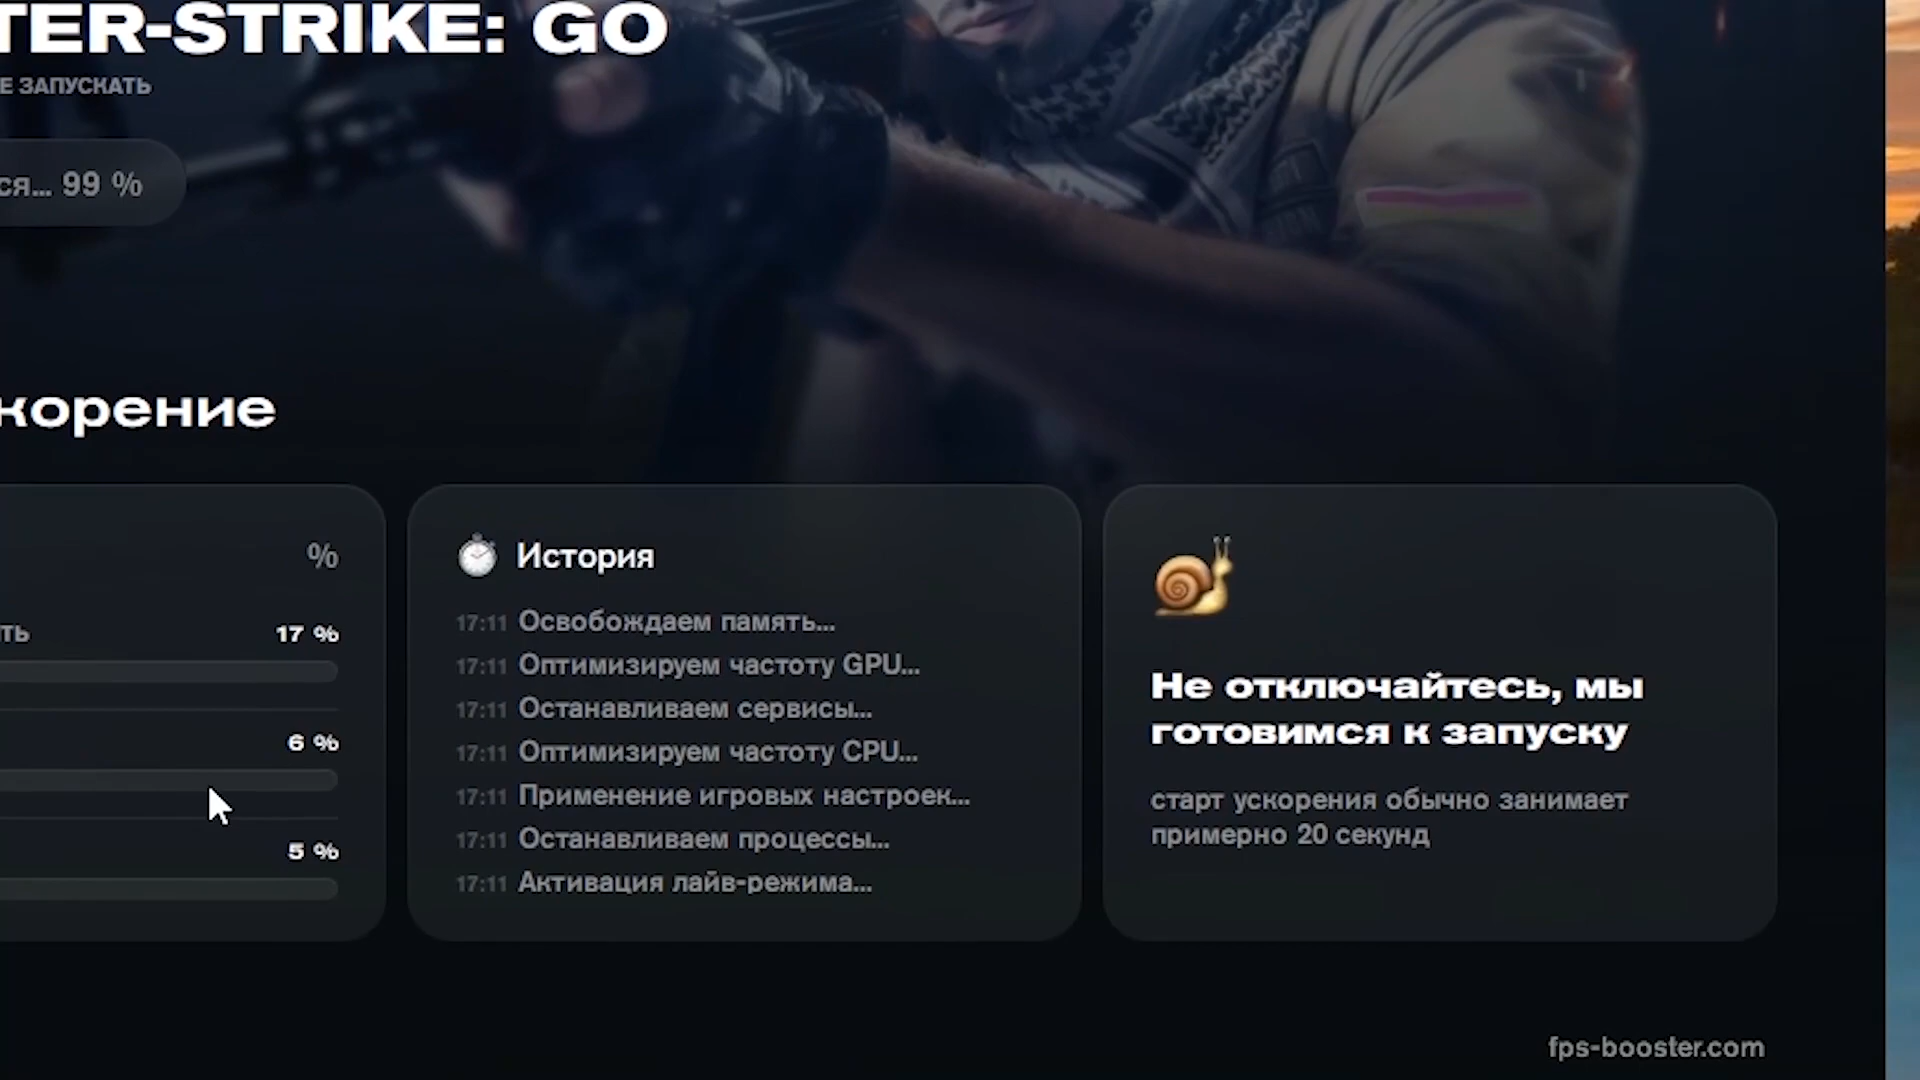 TER-STRIKE: GO
Е ЗАПУСКАТЬ
ся... 99 %
корение
%
ть 17 %
6 %
5 %
История
17:11 Освобождаем память...
17:11 Оптимизируем частоту GPU...
17:11 Останавливаем сервисы...
17:11 Оптимизируем частоту CPU...
17:11 Применение игровых настроек...
17:11 Останавливаем процессы...
17:11 Активация лайв-режима...
Не отключайтесь, мы
готовимся к запуску
старт ускорения обычно занимает
примерно 20 секунд
fps-booster.com